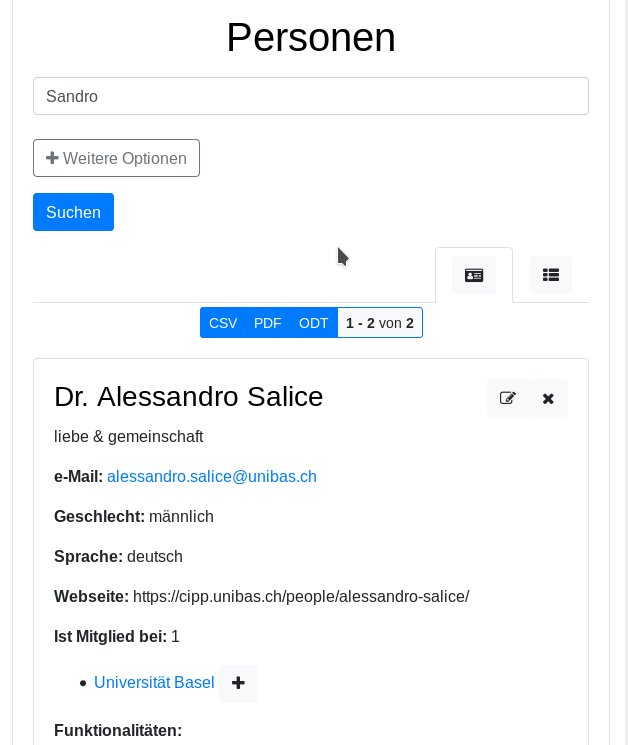 Personen
Sandro
Weitere Optionen
Suchen
CSV PDF ODT 1 - 2 von 2
Dr. Alessandro Salice
liebe & gemeinschaft
e-Mail: alessandro.salice@unibas.ch
Geschlecht: männlich
Sprache: deutsch
Webseite: https://cipp.unibas.ch/people/alessandro-salice/
Ist Mitglied bei: 1
• Universität Basel
Funktionalitäten: